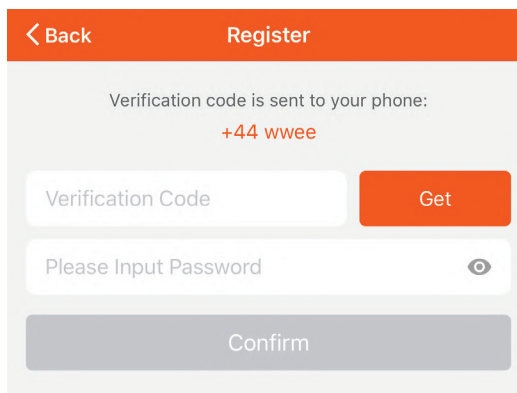 Back
Register
Verification code is sent to your phone:
+44 wwee
Verification Code
Get
Please Input Password
Confirm